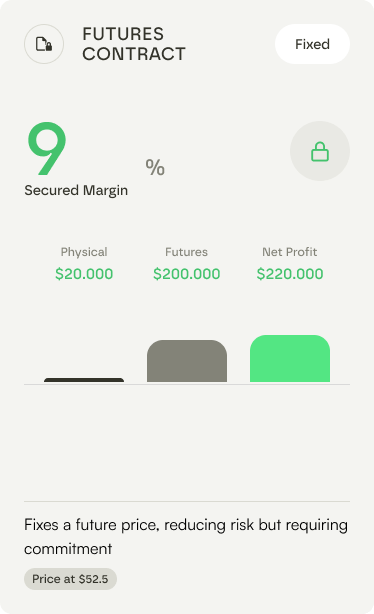 FUTURES
CONTRACT
Fixed
9 %
Secured Margin
Physical Futures Net Profit
$20.000 $200.000 $220.000
Fixes a future price, reducing risk but requiring
commitment
Price at $52.5